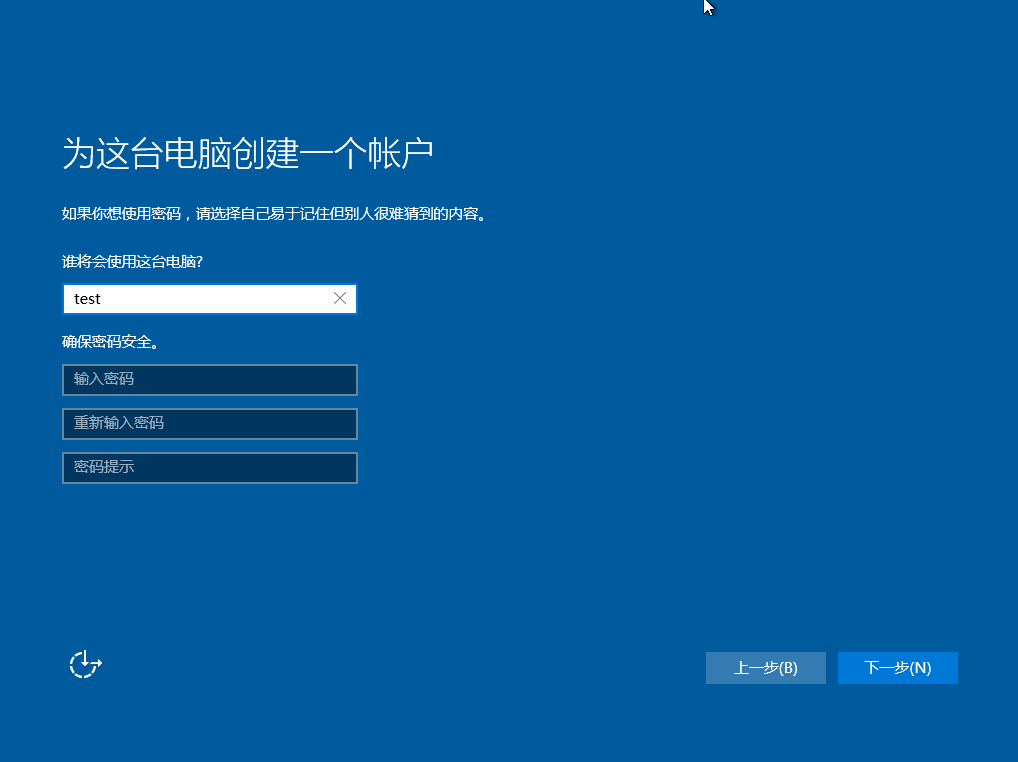 为这台电脑创建一个帐户
如果你想使用密码，请选择自己易于记住但别人很难猜到的内容。
谁将会使用这台电脑?
test
确保密码安全。
输入密码
重新输入密码
密码提示
上一步(B)
下一步(N)